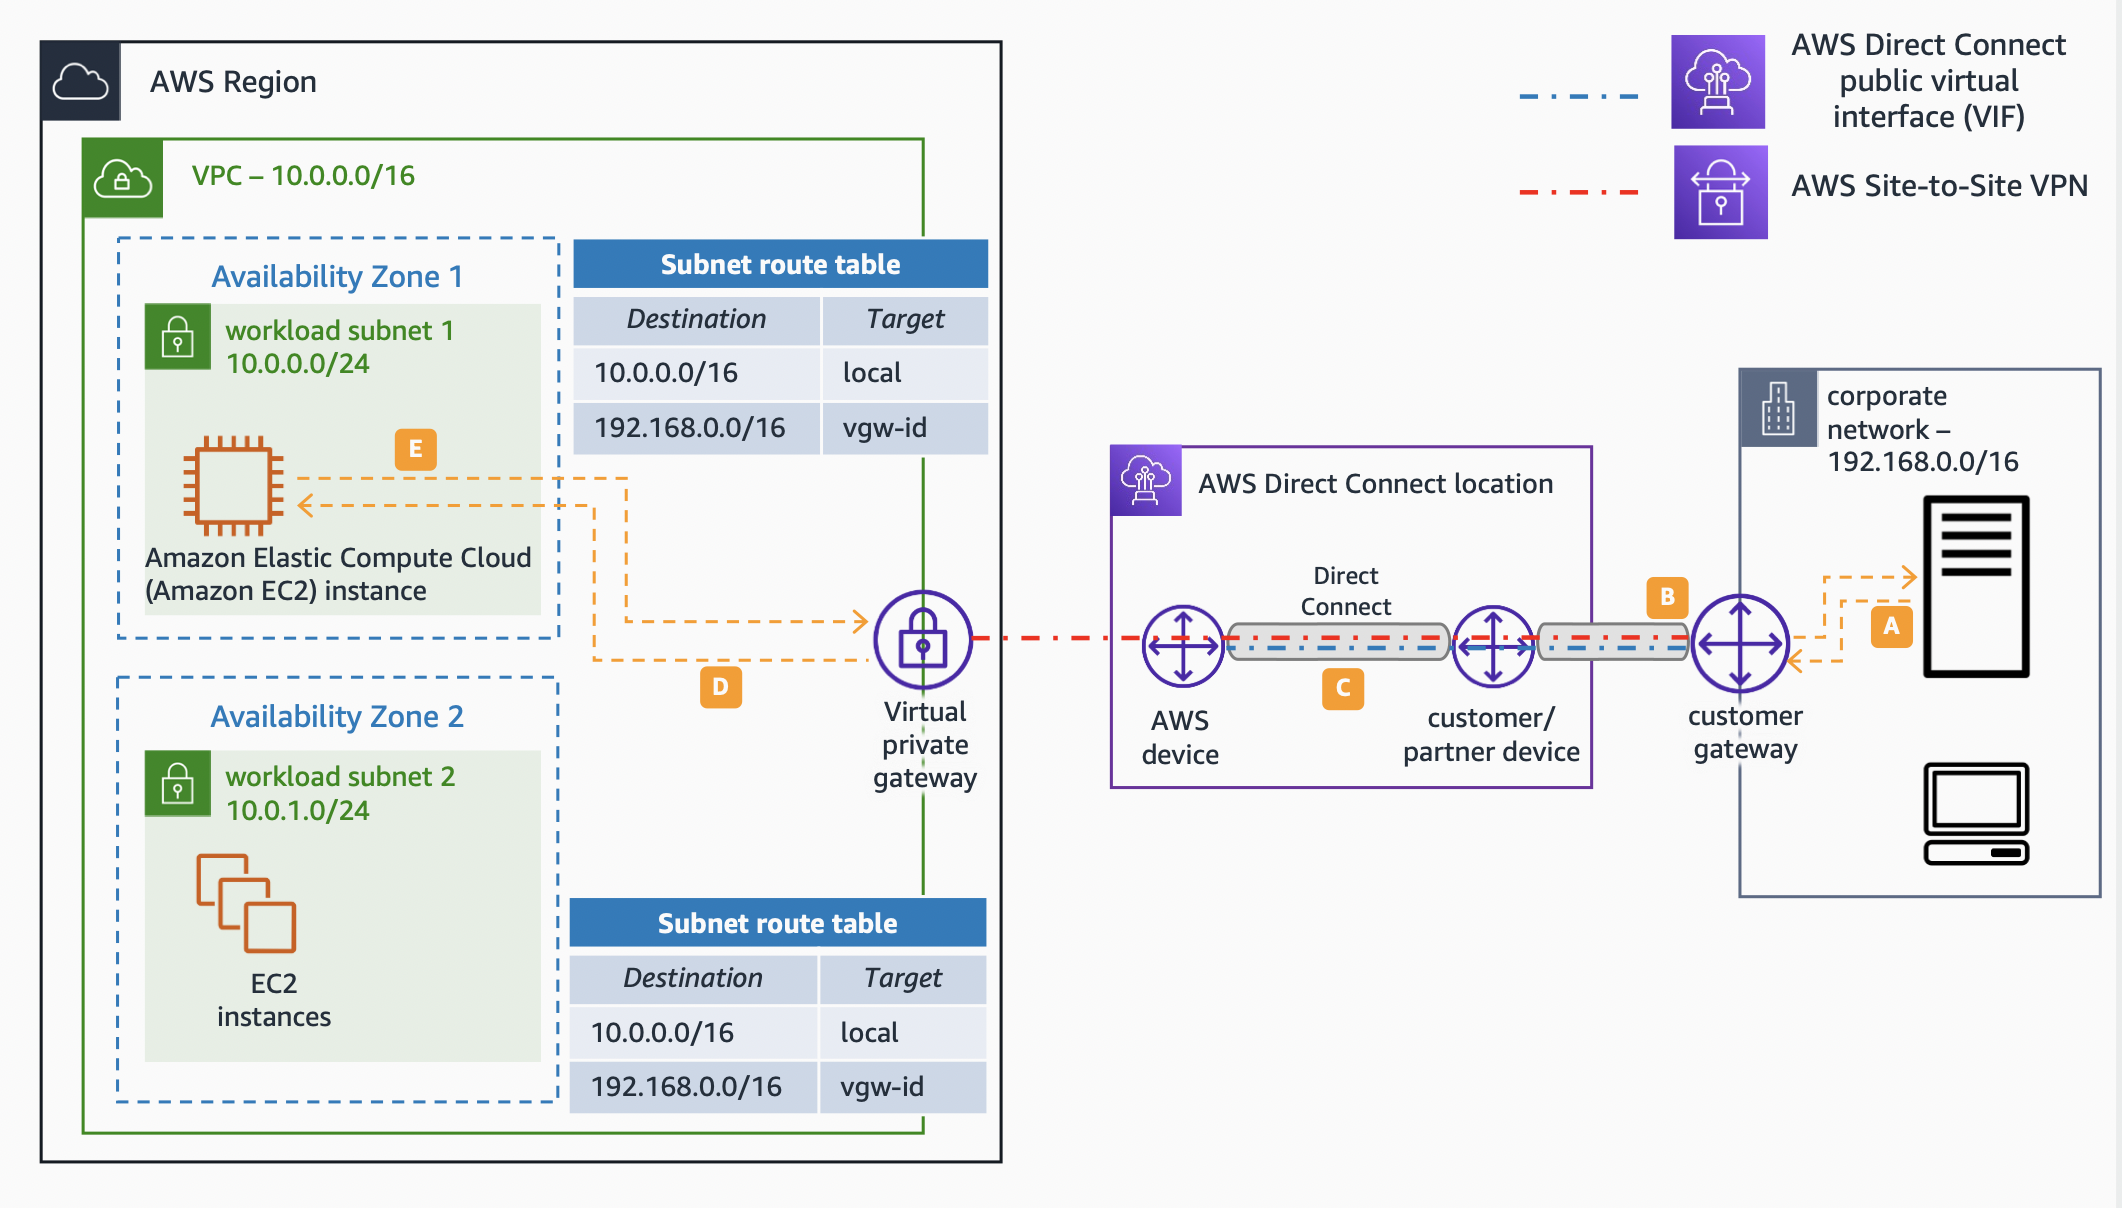 AWS Region
VPC – 10.0.0.0/16
Availability Zone 1
workload subnet 1
10.0.0.0/24
E
Amazon Elastic Compute Cloud
(Amazon EC2) instance
Subnet route table
Destination Target
10.0.0.0/16 local
192.168.0.0/16 vgw-id
D
Virtual
private
gateway
Availability Zone 2
workload subnet 2
10.0.1.0/24
EC2
instances
Subnet route table
Destination Target
10.0.0.0/16 local
192.168.0.0/16 vgw-id
AWS Direct Connect
public virtual
interface (VIF)
AWS Site-to-Site VPN
AWS Direct Connect location
Direct
Connect
C
AWS
device
customer/
partner device
B
customer
gateway
corporate
network –
192.168.0.0/16
A